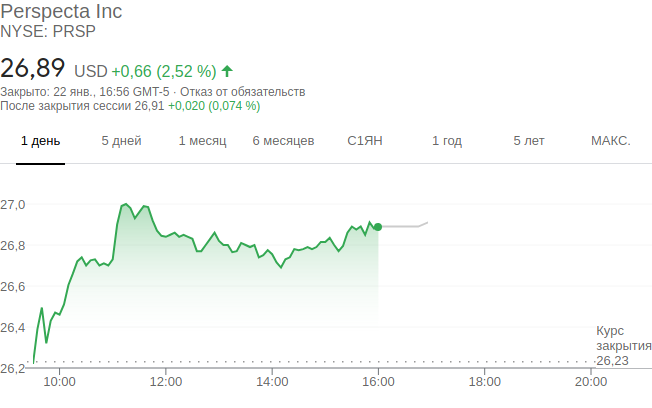 Perspecta Inc
NYSE: PRSP
26,89 USD +0,66 (2,52 %)
Закрыто: 22 янв., 16:56 GMT-5 · Отказ от обязательств
После закрытия сессии 26,91 +0,020 (0,074 %)
1 день 5 дней 1 месяц 6 месяцев С1ЯН 1 год 5 лет МАКС.
27,0
26,8
26,6
26,4
Курс
закрытия
26,23
26,2
10:00 12:00 14:00 16:00 18:00 20:00